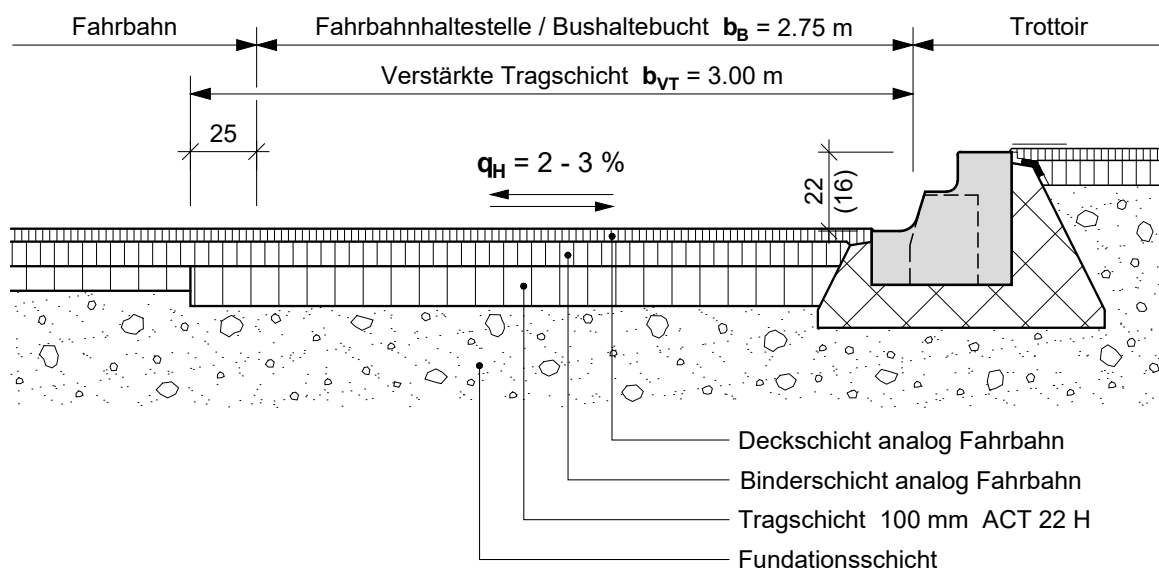 Fahrbahn
Fahrbahnhaltestelle / Bushaltebucht b_B = 2.75 m
Trottoir
Verstärkte Tragschicht b_VT = 3.00 m
25
q_H = 2 - 3 %
22
(16)
Deckschicht analog Fahrbahn
Binderschicht analog Fahrbahn
Tragschicht 100 mm ACT 22 H
Fundationsschicht